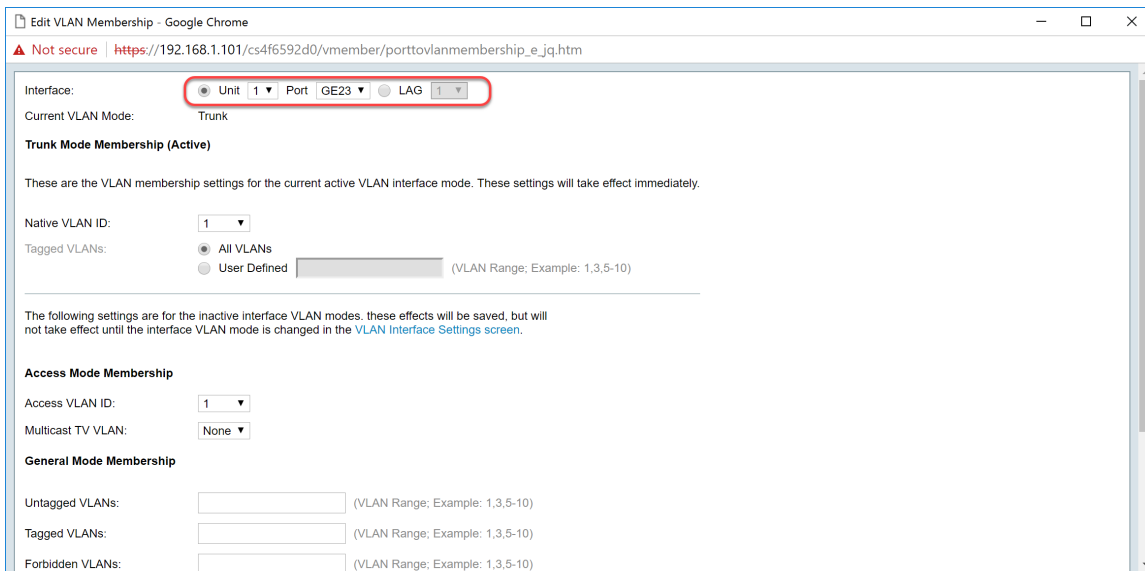 Edit VLAN Membership - Google Chrome
Not secure | https://192.168.1.101/cs4f6592d0/vmember/porttovlanmembership_e_jq.htm
Interface: Unit 1 Port GE23 LAG 1
Current VLAN Mode: Trunk
Trunk Mode Membership (Active)
These are the VLAN membership settings for the current active VLAN interface mode. These settings will take effect immediately.
Native VLAN ID: 1
Tagged VLANs: All VLANs
User Defined (VLAN Range; Example: 1,3,5-10)
The following settings are for the inactive interface VLAN modes. these effects will be saved, but will
not take effect until the interface VLAN mode is changed in the VLAN Interface Settings screen.
Access Mode Membership
Access VLAN ID: 1
Multicast TV VLAN: None
General Mode Membership
Untagged VLANs: (VLAN Range; Example: 1,3,5-10)
Tagged VLANs: (VLAN Range; Example: 1,3,5-10)
Forbidden VLANs: (VLAN Range; Example: 1,3,5-10)